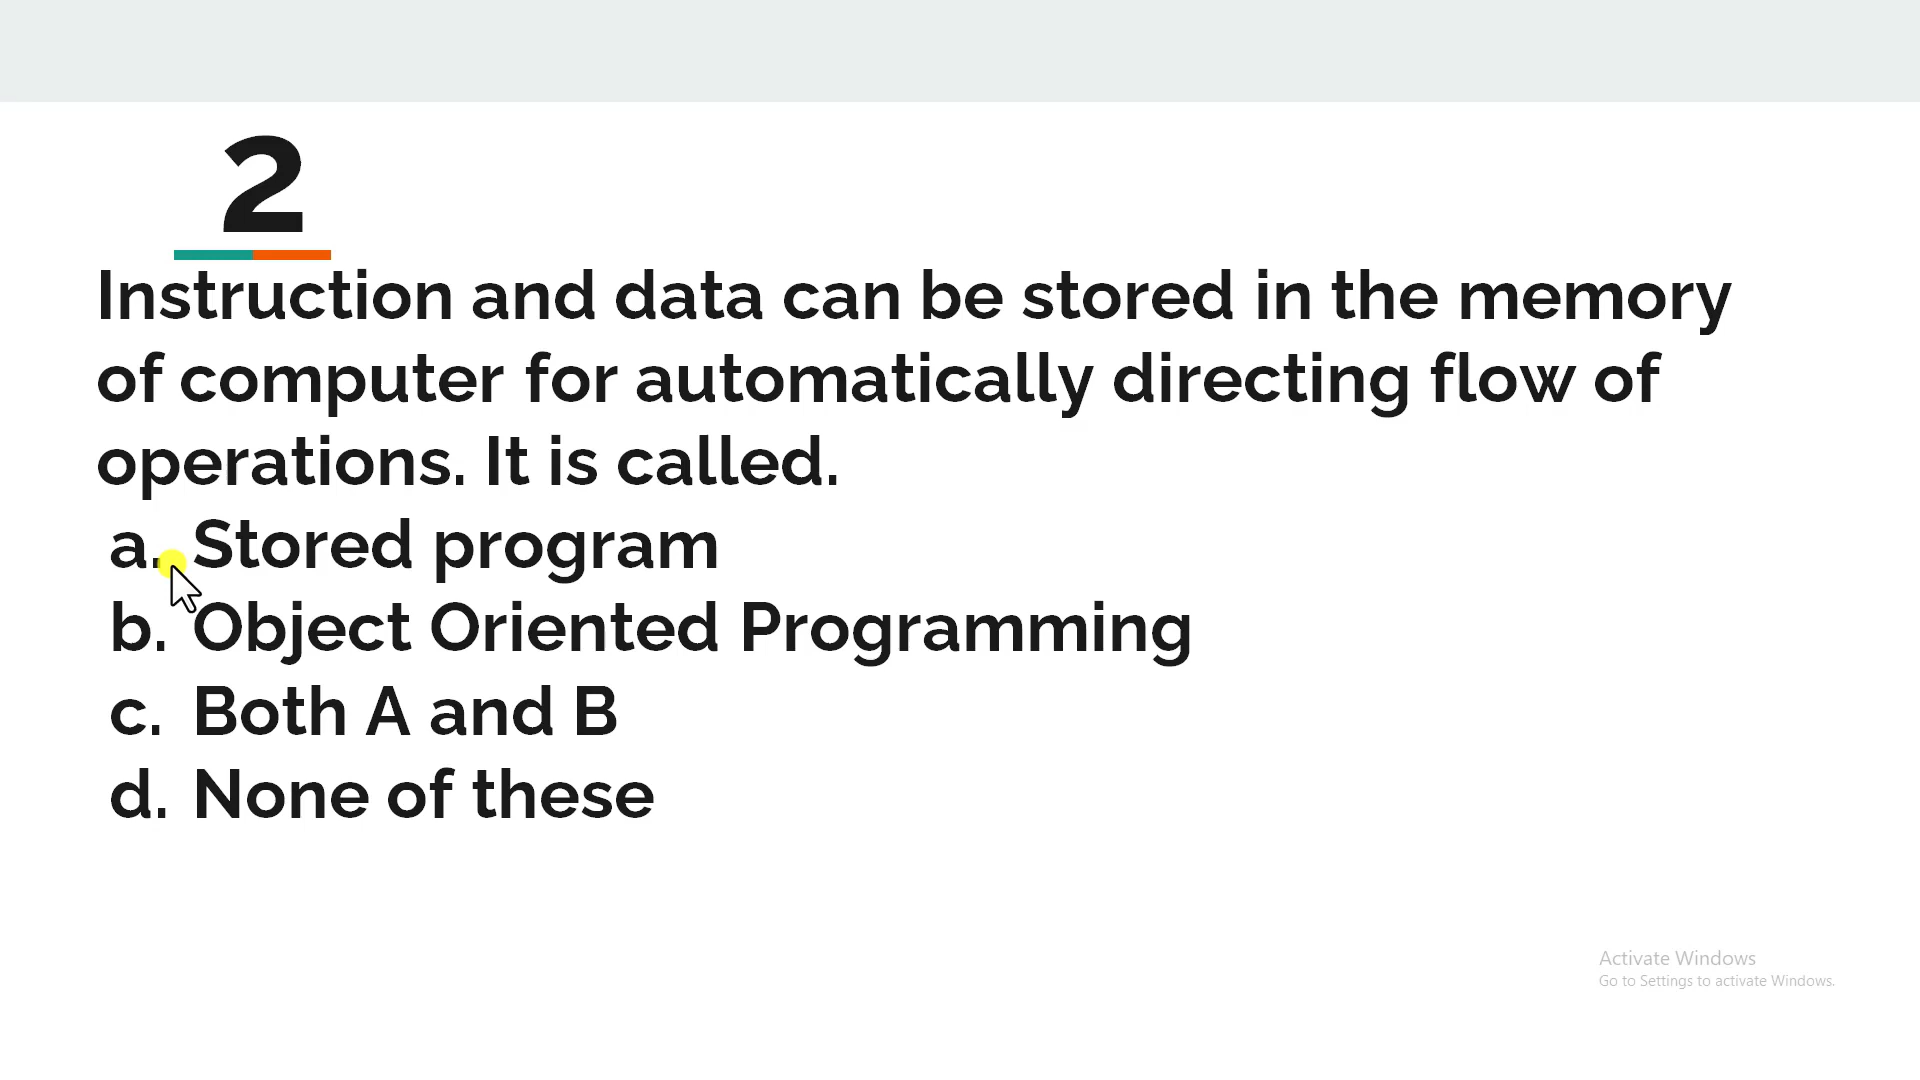 2
Instruction and data can be stored in the memory
of computer for automatically directing flow of
operations. It is called.
a. Stored program
b. Object Oriented Programming
c. Both A and B
d. None of these
Activate Windows
Go to Settings to activate Windows.